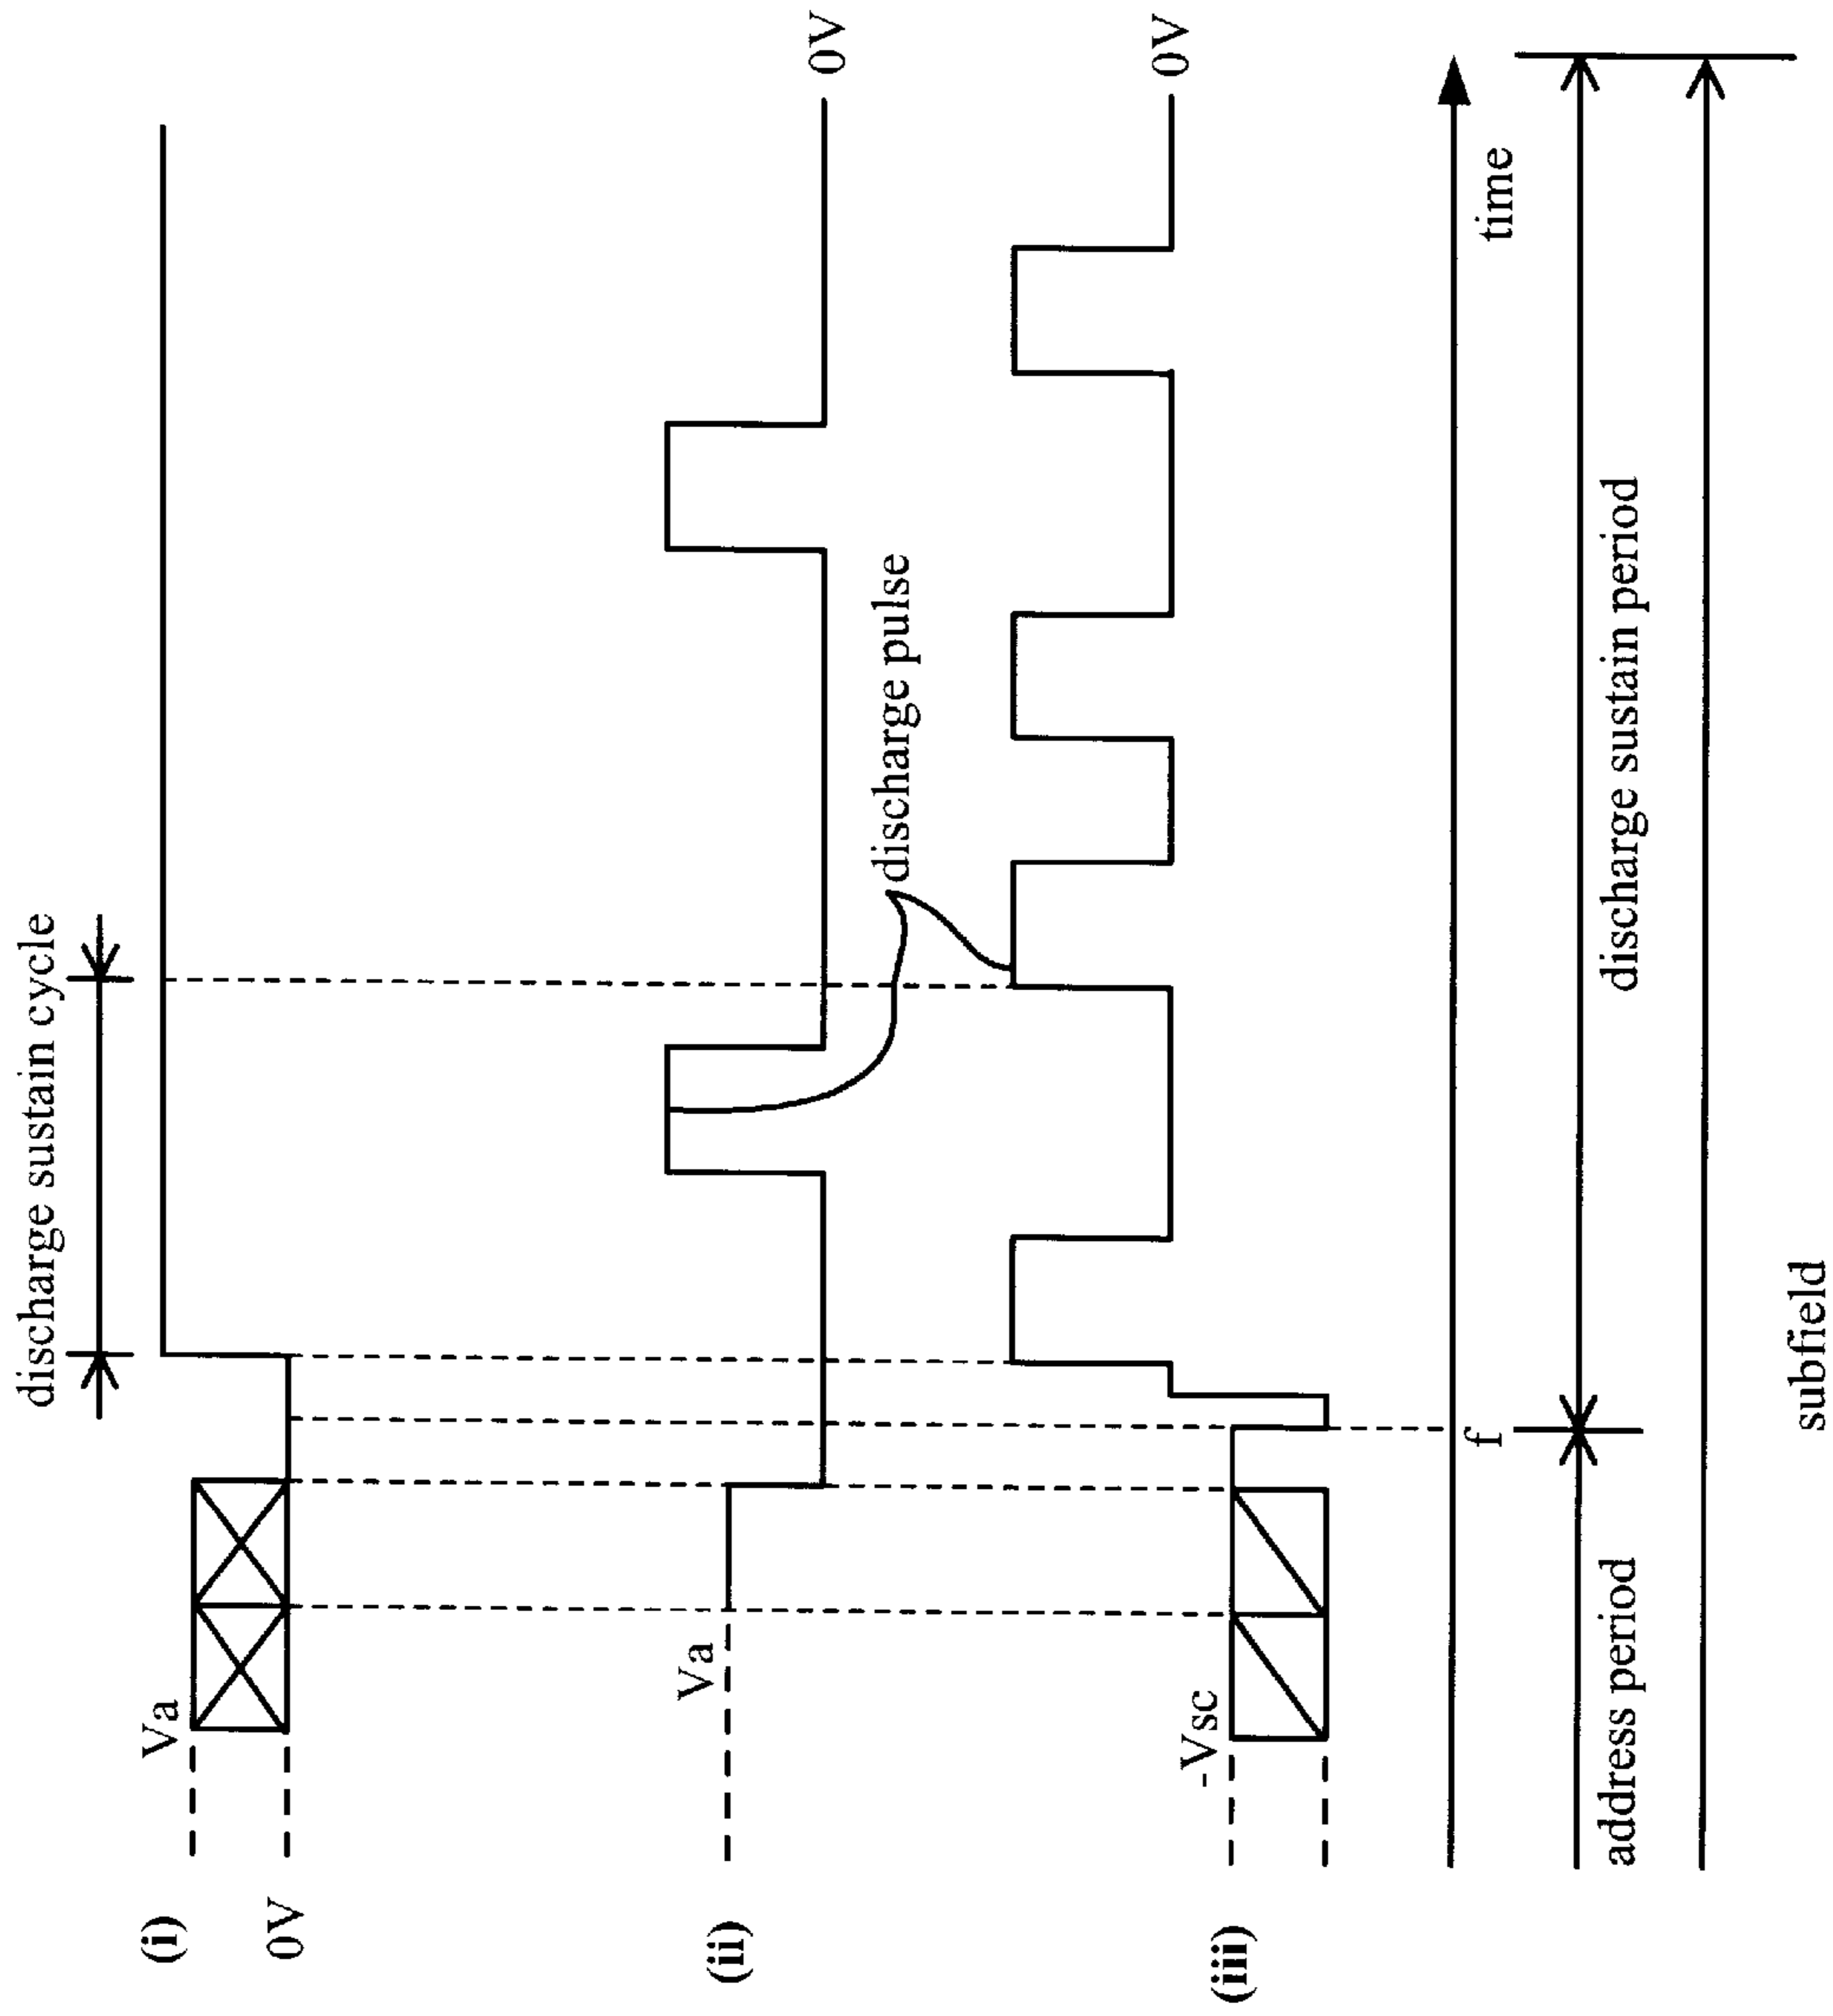 discharge sustain cycle
(i)
Va
0V
(ii)
Va
0V
discharge pulse
(iii)
-Vsc
0V
f
time
address period
discharge sustain period
subfield